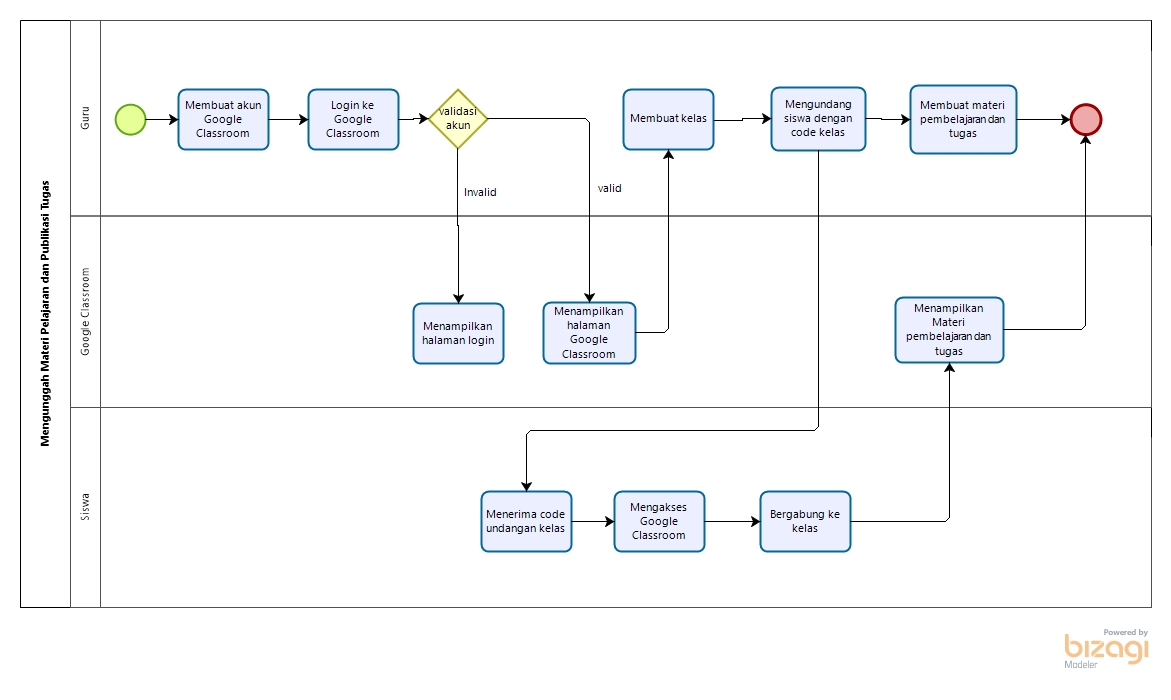 Mengunggah Materi Pelajaran dan Publikasi Tugas
Guru
Membuat akun
Google
Classroom
Login ke
Google
Classroom
validasi
akun
Invalid
valid
Membuat kelas
Mengundang
siswa dengan
code kelas
Membuat materi
pembelajaran dan
tugas
Google Classroom
Menampilkan
halaman login
Menampilkan
halaman
Google
Classroom
Menampilkan
Materi
pembelajaran dan
tugas
Siswa
Menerima code
undangan kelas
Mengakses
Google
Classroom
Bergabung ke
kelas
Powered by
bizagi
Modeler